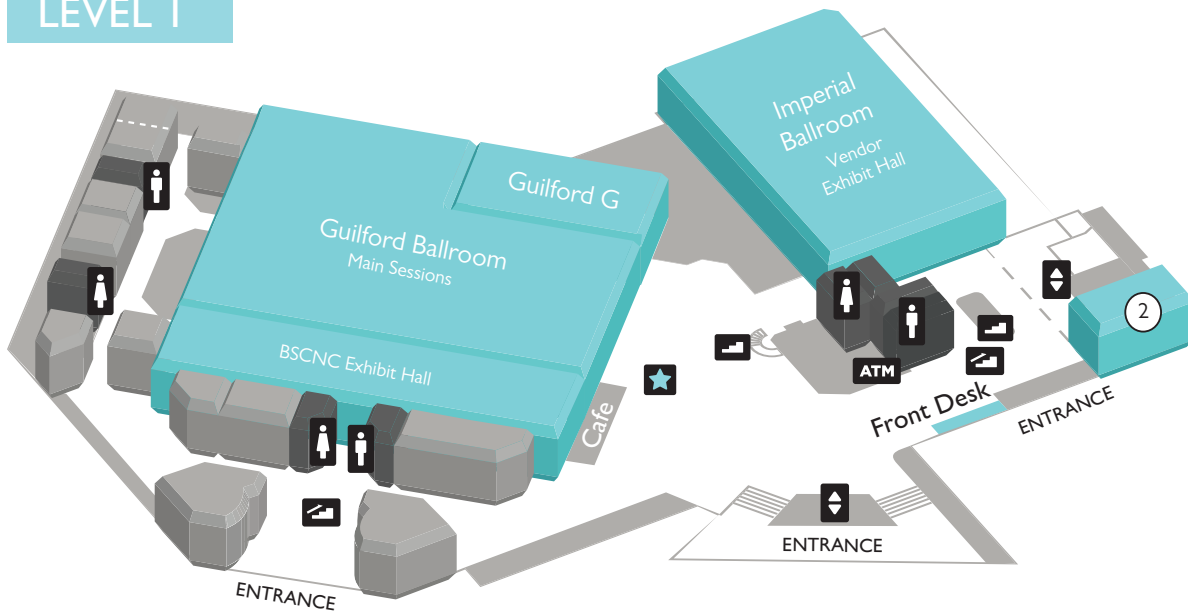 LEVEL 1
Imperial
Ballroom
Vendor
Exhibit Hall
Guilford G
Guilford Ballroom
Main Sessions
BSCNC Exhibit Hall
Cafe
ATM
2
Front Desk
ENTRANCE
ENTRANCE
ENTRANCE